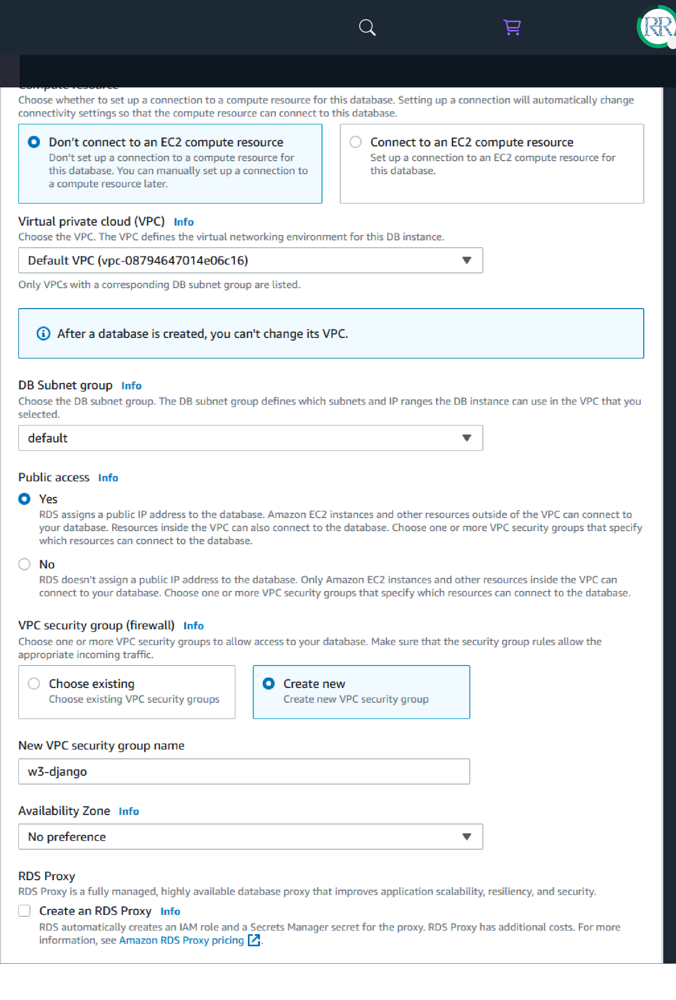 RR
Compute resource
Choose whether to set up a connection to a compute resource for this database. Setting up a connection will automatically change
connectivity settings so that the compute resource can connect to this database.
Don't connect to an EC2 compute resource
Don't set up a connection to a compute resource for
this database. You can manually set up a connection to
a compute resource later.
Connect to an EC2 compute resource
Set up a connection to an EC2 compute resource for
this database.
Virtual private cloud (VPC) Info
Choose the VPC. The VPC defines the virtual networking environment for this DB instance.
Default VPC (vpc-08794647014e06c16)
Only VPCs with a corresponding DB subnet group are listed.
After a database is created, you can't change its VPC.
DB Subnet group Info
Choose the DB subnet group. The DB subnet group defines which subnets and IP ranges the DB instance can use in the VPC that you
selected.
default
Public access Info
Yes
RDS assigns a public IP address to the database. Amazon EC2 instances and other resources outside of the VPC can connect to
your database. Resources inside the VPC can also connect to the database. Choose one or more VPC security groups that specify
which resources can connect to the database.
No
RDS doesn't assign a public IP address to the database. Only Amazon EC2 instances and other resources inside the VPC can
connect to your database. Choose one or more VPC security groups that specify which resources can connect to the database.
VPC security group (firewall) Info
Choose one or more VPC security groups to allow access to your database. Make sure that the security group rules allow the
appropriate incoming traffic.
Choose existing
Choose existing VPC security groups
Create new
Create new VPC security group
New VPC security group name
w3-django
Availability Zone Info
No preference
RDS Proxy
RDS Proxy is a fully managed, highly available database proxy that improves application scalability, resiliency, and security.
Create an RDS Proxy Info
RDS automatically creates an IAM role and a Secrets Manager secret for the proxy. RDS Proxy has additional costs. For more
information, see Amazon RDS Proxy pricing.